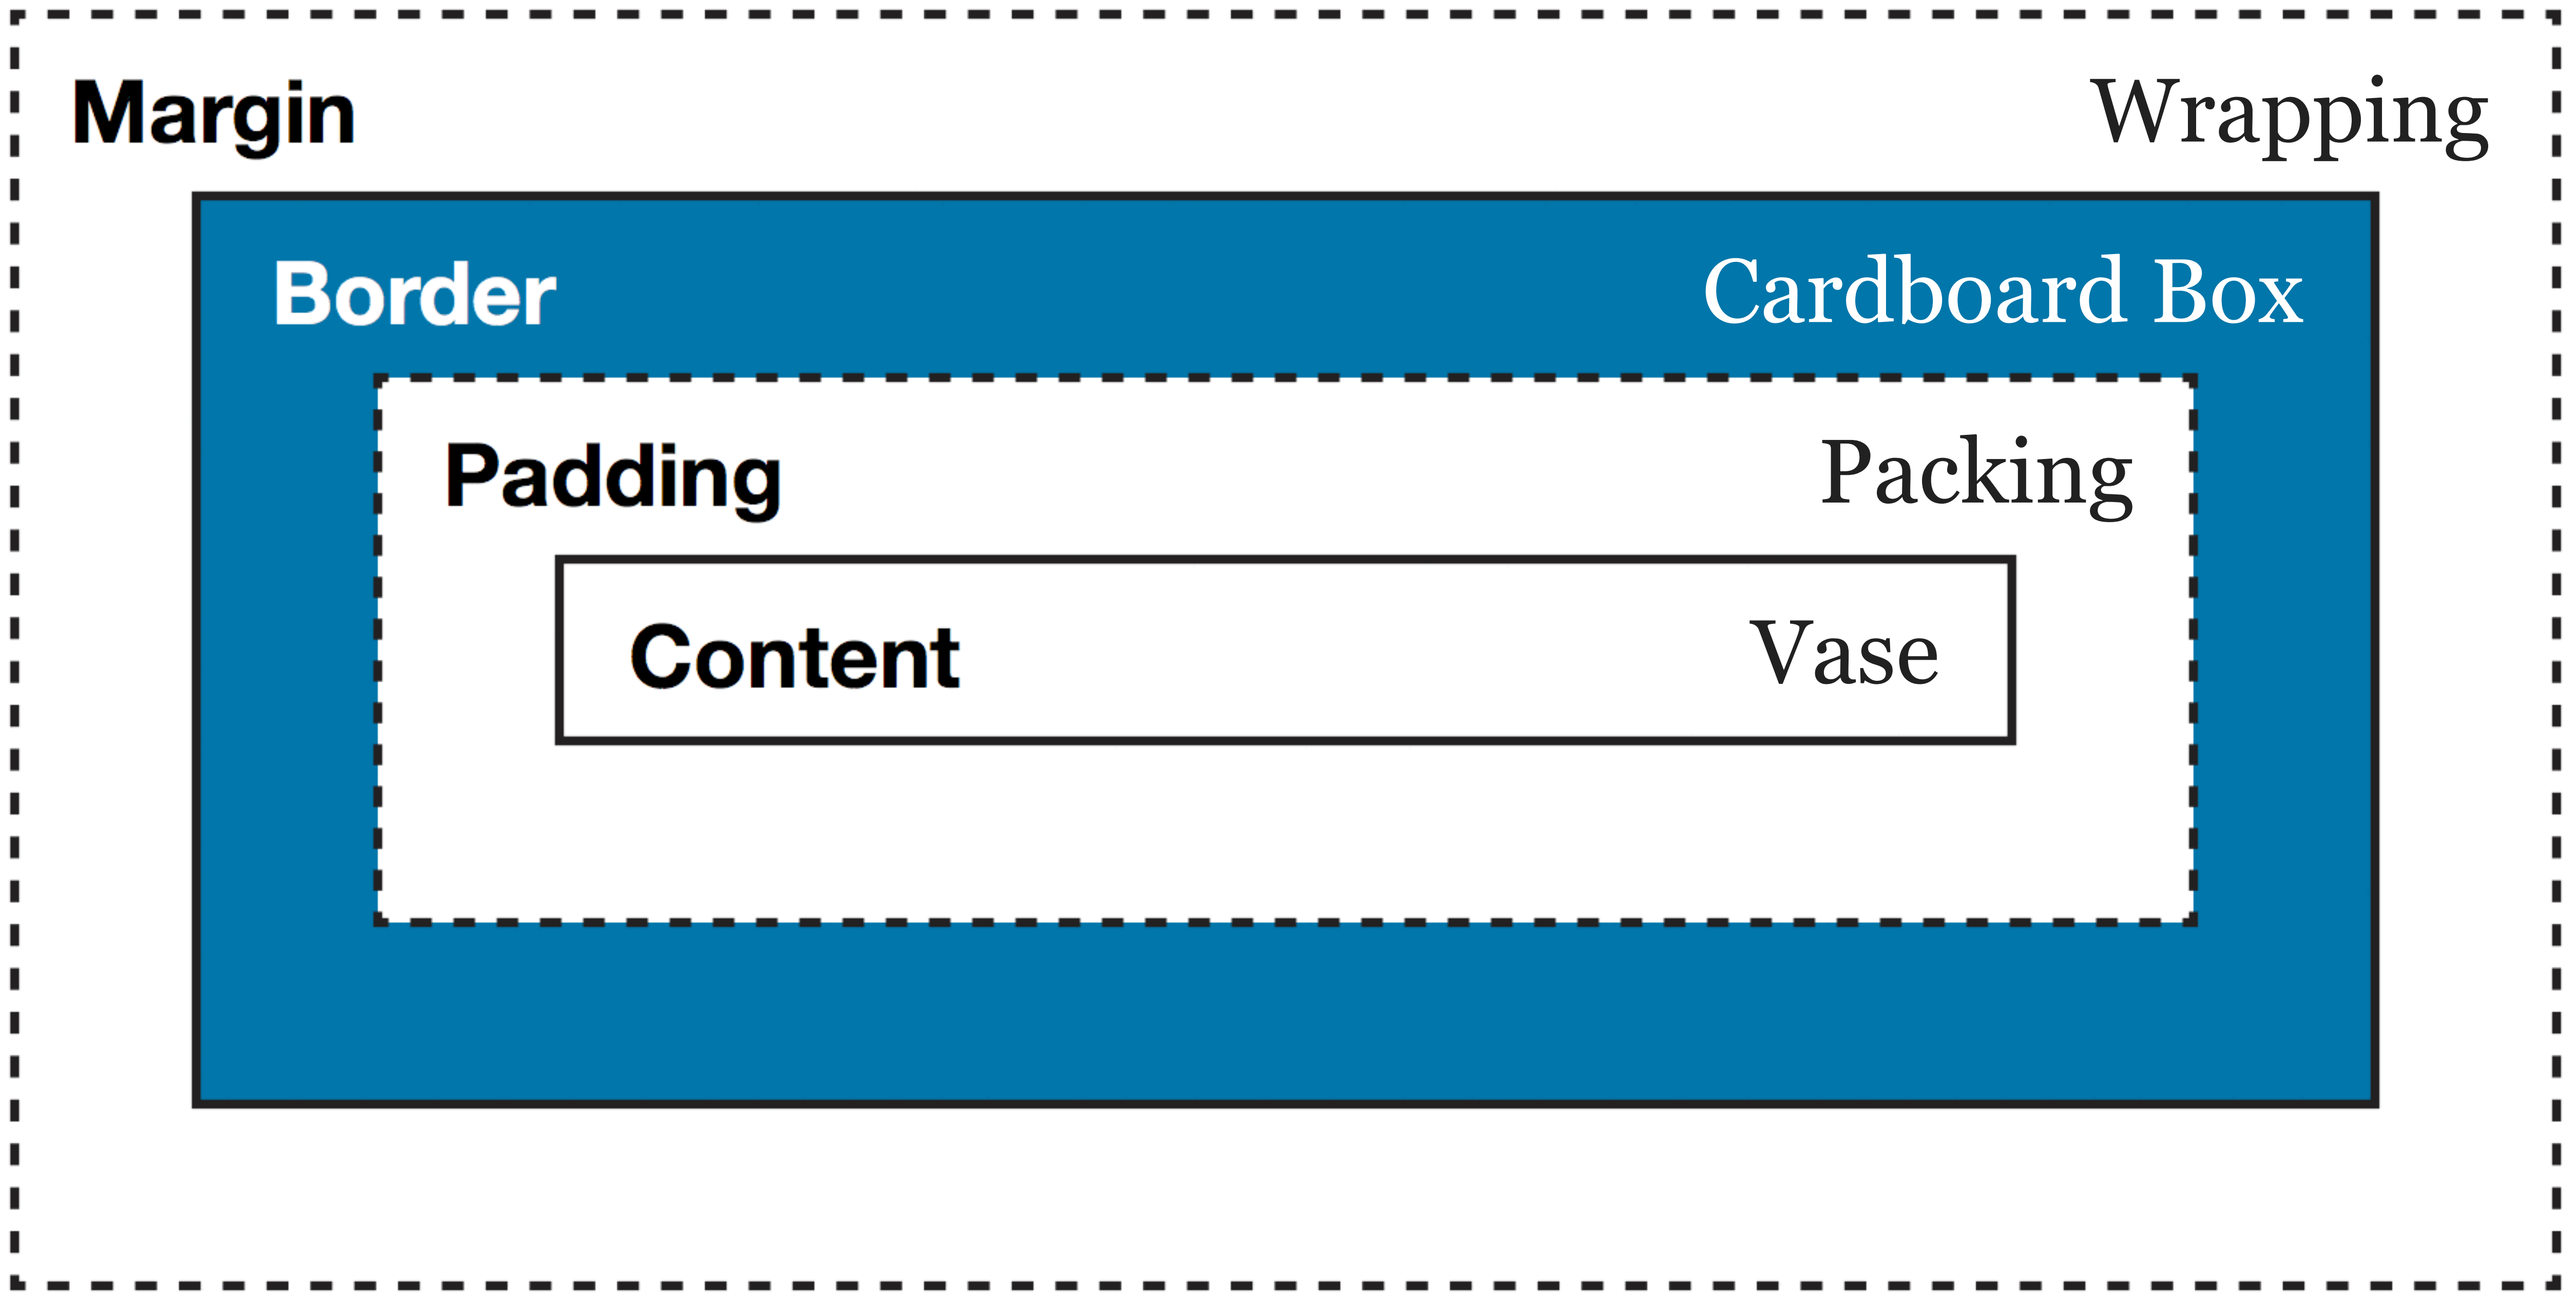 Margin Wrapping
Border Cardboard Box
Padding Packing
Content Vase